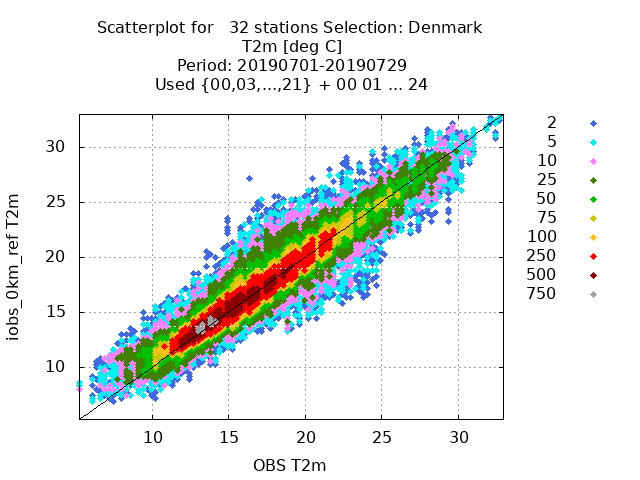 Scatterplot for   32 stations Selection: Denmark
T2m [deg C]
Period: 20190701-20190729
Used {00,03,...,21} + 00 01 ... 24
iobs_0km_ref T2m
30
25
20
15
10
10 15 20 25 30
OBS T2m
2
5
10
25
50
75
100
250
500
750